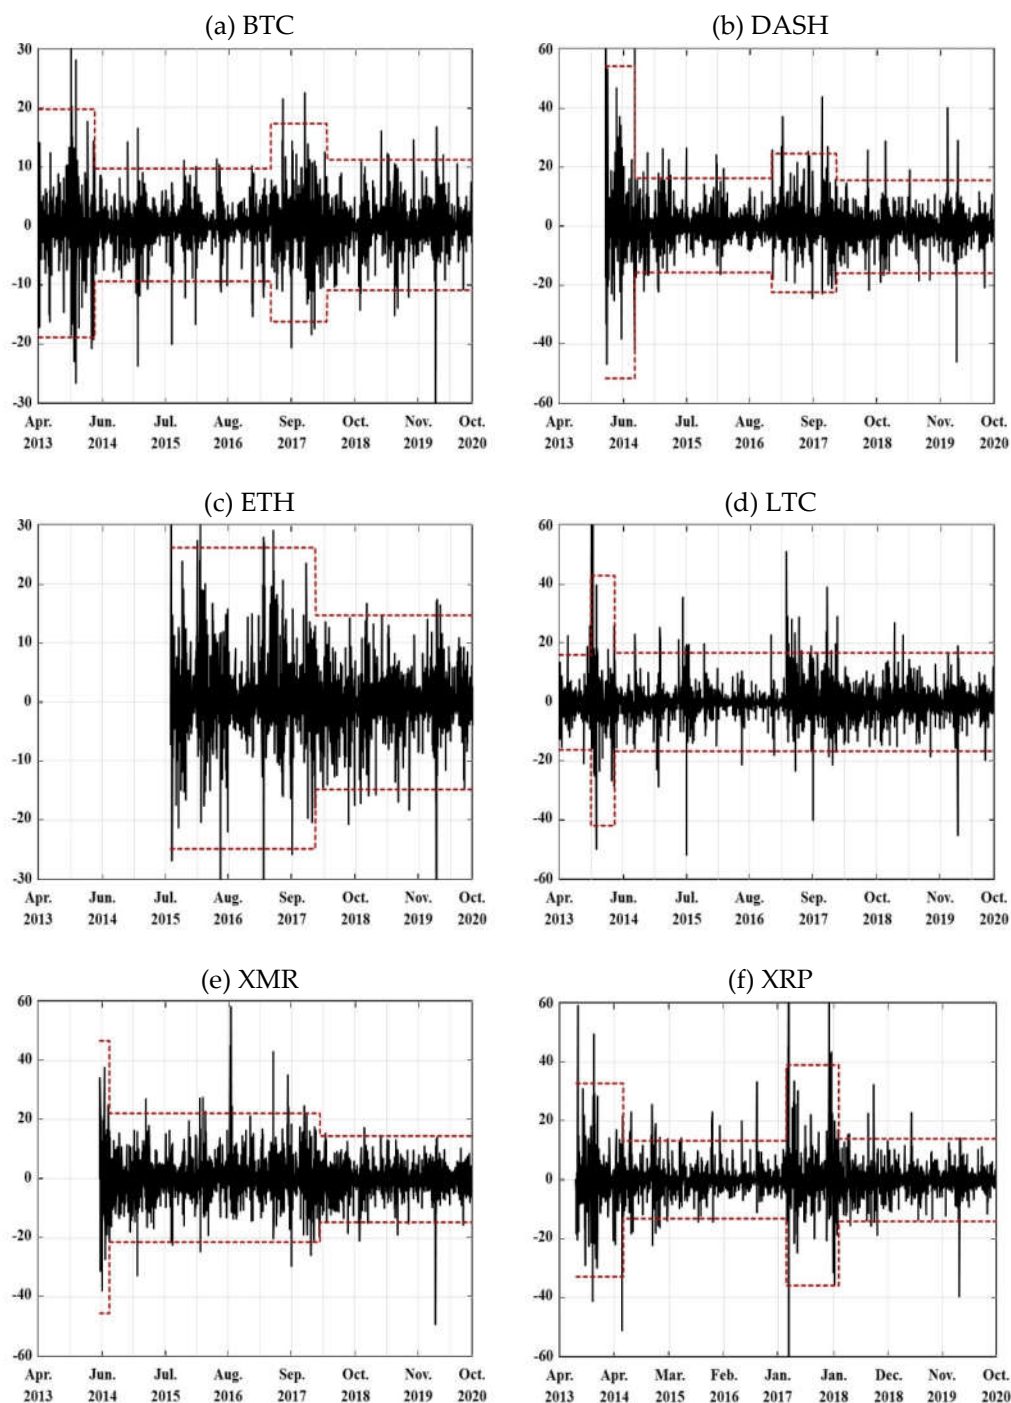 (a) BTC
(b) DASH
30
20
10
0
-10
-20
-30
Apr. Jun. Jul. Aug. Sep. Oct. Nov. Oct.
2013 2014 2015 2016 2017 2018 2019 2020
60
40
20
0
-20
-40
-60
Apr. Jun. Jul. Aug. Sep. Oct. Nov. Oct.
2013 2014 2015 2016 2017 2018 2019 2020
(c) ETH
(d) LTC
30
20
10
0
-10
-20
-30
Apr. Jun. Jul. Aug. Sep. Oct. Nov. Oct.
2013 2014 2015 2016 2017 2018 2019 2020
60
40
20
0
-20
-40
-60
Apr. Jun. Jul. Aug. Sep. Oct. Nov. Oct.
2013 2014 2015 2016 2017 2018 2019 2020
(e) XMR
(f) XRP
60
40
20
0
-20
-40
-60
Apr. Jun. Jul. Aug. Sep. Oct. Nov. Oct.
2013 2014 2015 2016 2017 2018 2019 2020
60
40
20
0
-20
-40
-60
Apr. Apr. Mar. Feb. Jan. Jan. Dec. Nov. Oct.
2013 2014 2015 2016 2017 2018 2018 2019 2020